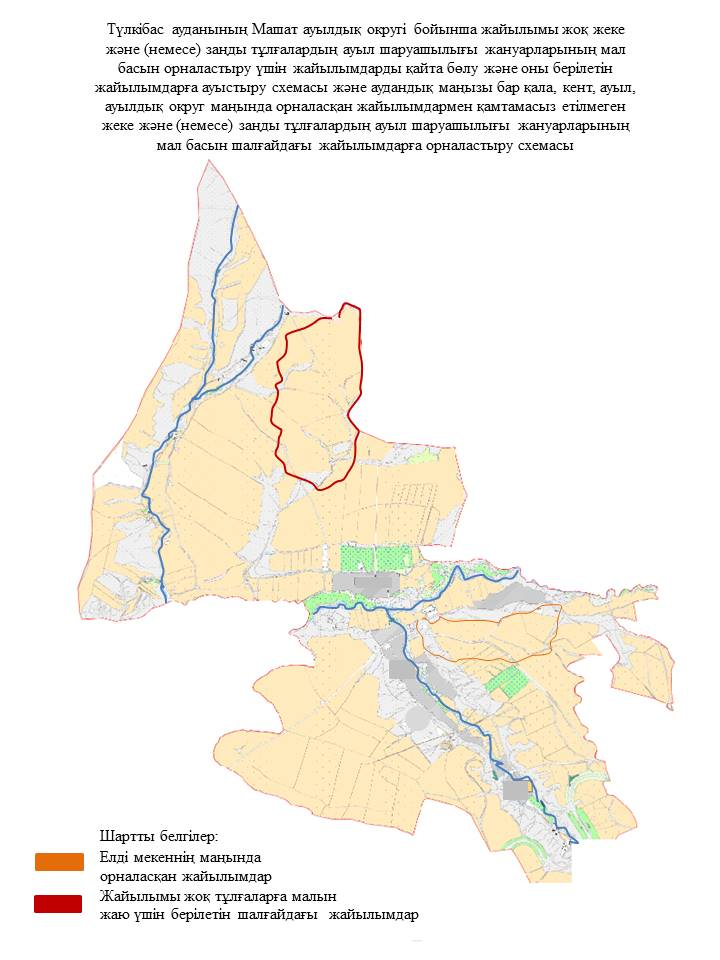 Түлкібас ауданының Машат ауылдық округі бойынша жайылымы жоқ жеке
және (немесе) заңды тұлғалардың ауыл шаруашылығы жануарларының мал
басын орналастыру үшін жайылымдарды қайта бөлу және оны берілетін
жайылымдарға ауыстыру схемасы және аудандық маңызы бар қала, кент, ауыл,
ауылдық округ маңында орналасқан жайылымдармен қамтамасыз етілмеген
жеке және (немесе) заңды тұлғалардың ауыл шаруашылығы жануарларының
мал басын шалғайдағы жайылымдарға орналастыру схемасы
Шартты белгілер:
Елді мекеннің маңында
орналасқан жайылымдар
Жайылымы жоқ тұлғаларға малын
жаю үшін берілетін шалғайдағы жайылымдар